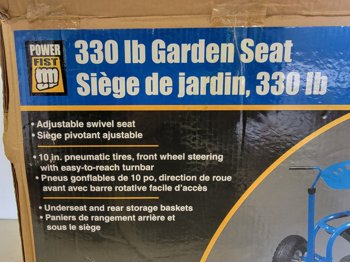 POWER
FIST
330 lb Garden Seat
Siège de jardin, 330 lb
• Adjustable swivel seat
• Siège pivotant ajustable
• 10 in. pneumatic tires, front wheel steering
with easy-to-reach turnbar
• Pneus gonflables de 10 po, direction de roue
avant avec barre rotative facile d'accès
• Underseat and rear storage baskets
• Paniers de rangement arrière et
sous le siège